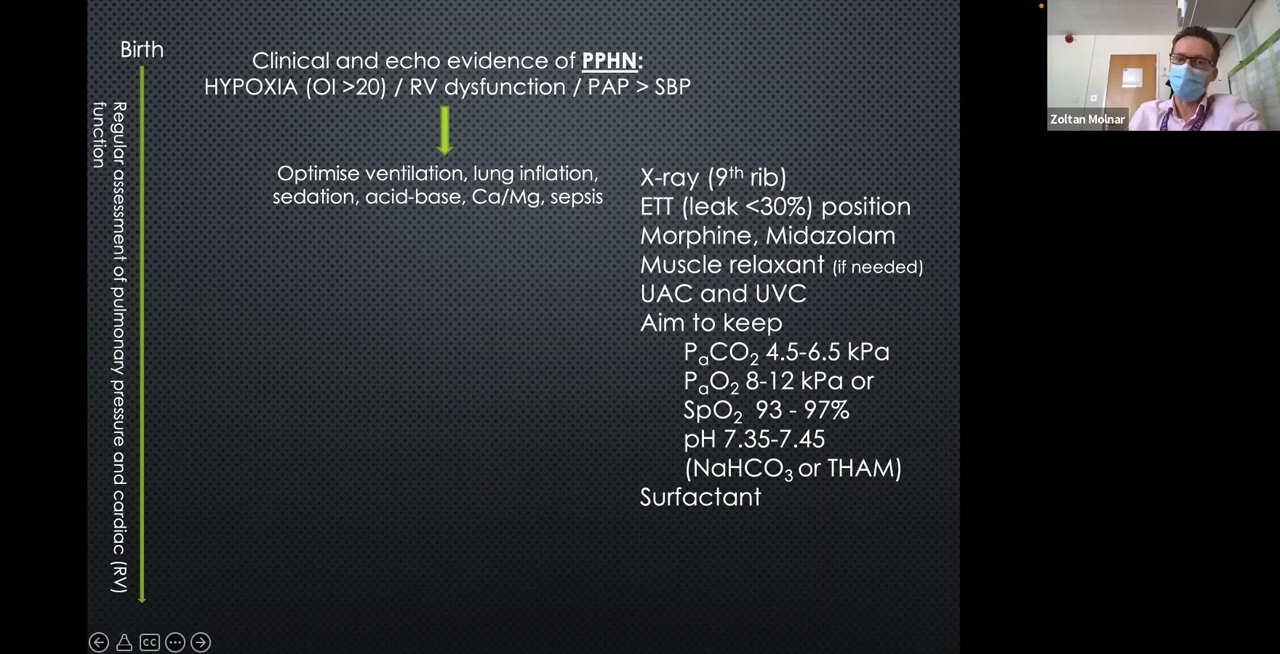 Birth
Regular assessment of pulmonary pressure and cardiac (RV)
function
Clinical and echo evidence of PPHN:
HYPOXIA (OI >20) / RV dysfunction / PAP > SBP
Optimise ventilation, lung inflation,
sedation, acid-base, Ca/Mg, sepsis
X-ray (9th rib)
ETT (leak <30%) position
Morphine, Midazolam
Muscle relaxant (if needed)
UAC and UVC
Aim to keep
PaCO2 4.5-6.5 kPa
PaO2 8-12 kPa or
SpO2 93 - 97%
pH 7.35-7.45
(NaHCO3 or THAM)
Surfactant
Zoltan Molnar
CC